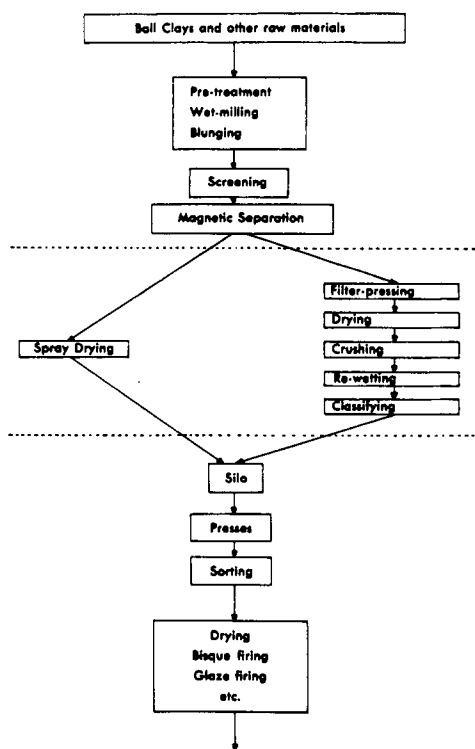 Ball Clays and other raw materials
Pre-treatment
Wet-milling
Blunging
Screening
Magnetic Separation
Filter-pressing
Drying
Spray Drying
Crushing
Re-wetting
Classifying
Silo
Presses
Sorting
Drying
Bisque firing
Glaze firing
etc.